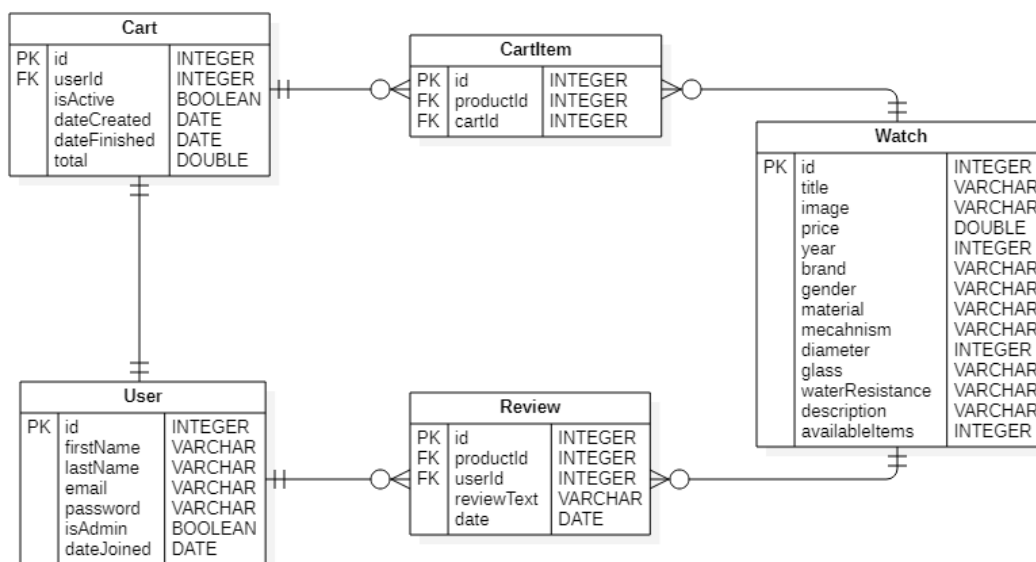 Cart
PK id INTEGER
FK userId INTEGER
isActive BOOLEAN
dateCreated DATE
dateFinished DATE
total DOUBLE
CartItem
PK id INTEGER
FK productId INTEGER
FK cartId INTEGER
Watch
PK id INTEGER
title VARCHAR
image VARCHAR
price DOUBLE
year INTEGER
brand VARCHAR
gender VARCHAR
material VARCHAR
mecahnism VARCHAR
diameter INTEGER
glass VARCHAR
waterResistance VARCHAR
description VARCHAR
availableItems INTEGER
User
PK id INTEGER
firstName VARCHAR
lastName VARCHAR
email VARCHAR
password VARCHAR
isAdmin BOOLEAN
dateJoined DATE
Review
PK id INTEGER
FK productId INTEGER
FK userId INTEGER
reviewText VARCHAR
date DATE